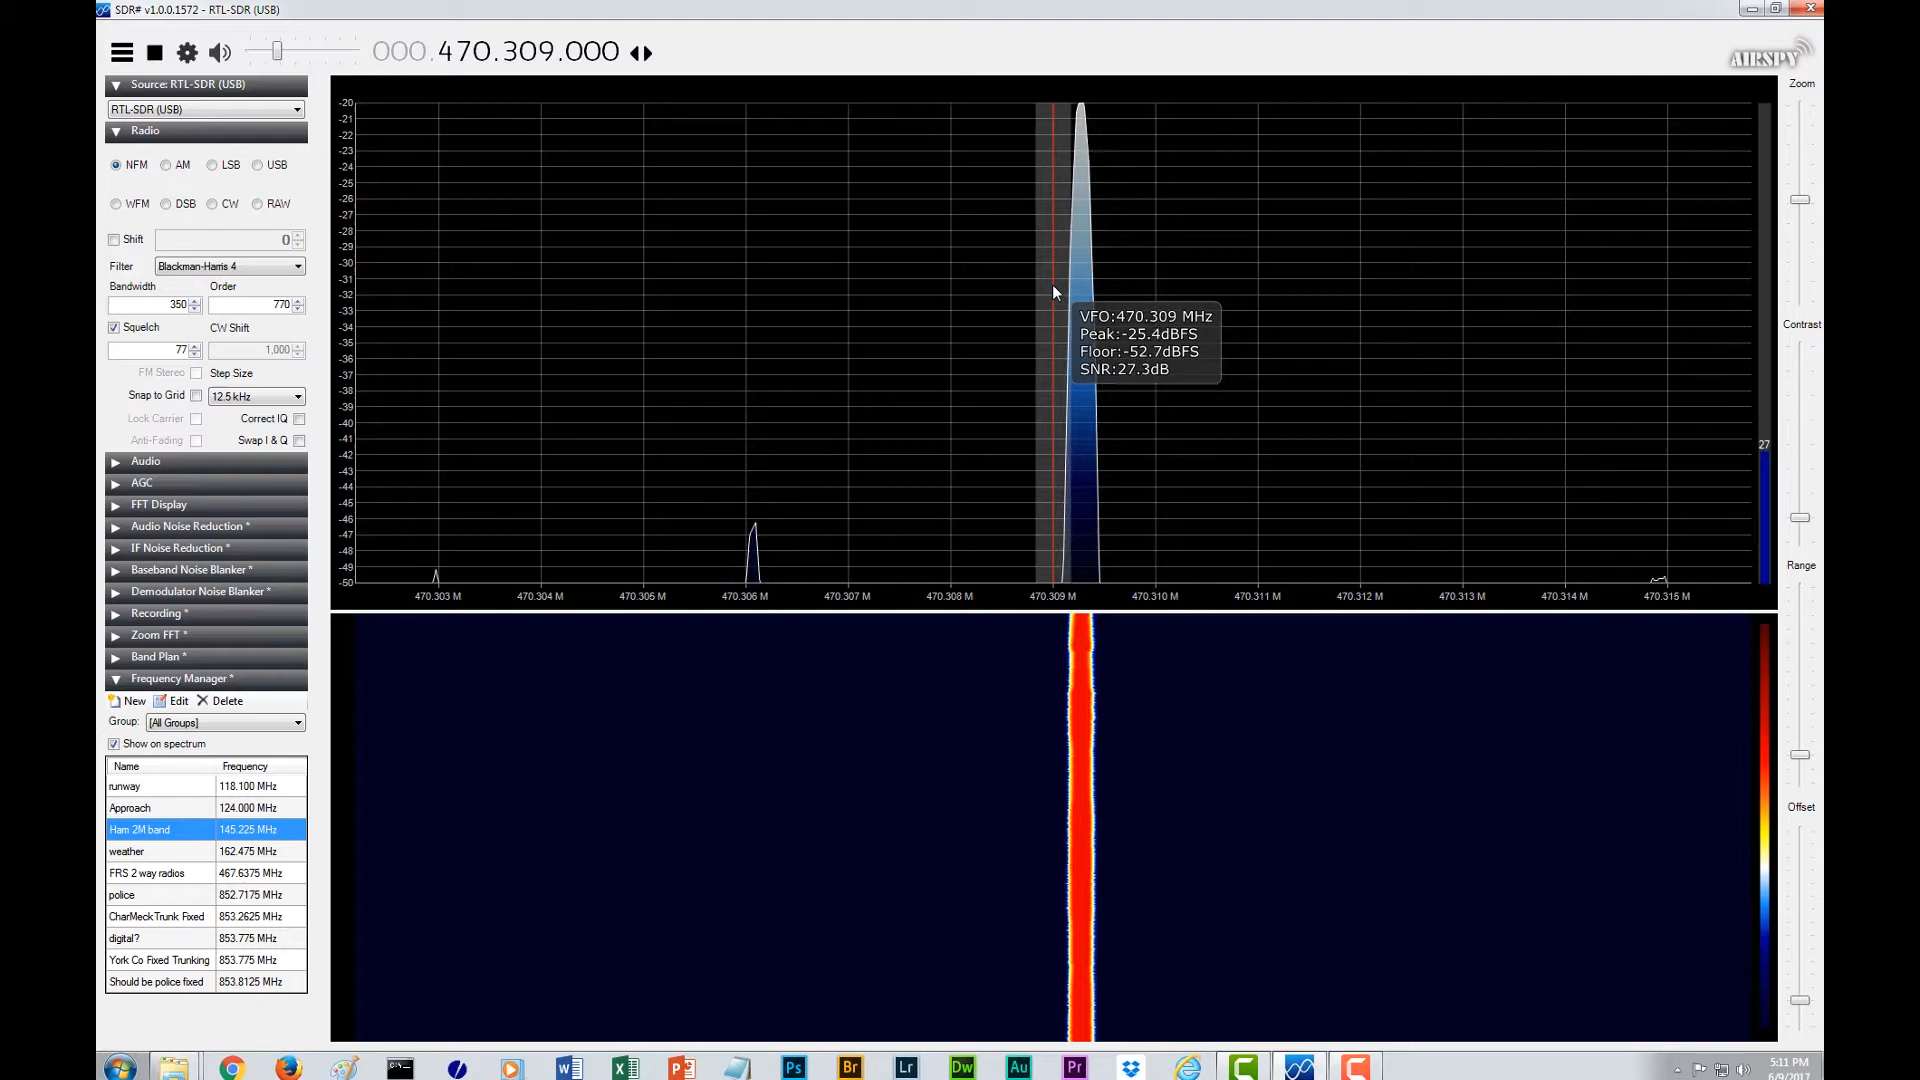 SDR# v1.0.0.1572 - RTL-SDR (USB)
000.470.309.000
AIRSPY
Source: RTL-SDR (USB)
RTL-SDR (USB)
Radio
NFM AM LSB USB
WFM DSB CW RAW
Shift 0
Filter Blackman-Harris 4
Bandwidth Order
350 770
Squelch CW Shift
77 1,000
FM Stereo Step Size
Snap to Grid 12.5 kHz
Lock Carrier Correct IQ
Anti-Fading Swap I & Q
Audio
AGC
FFT Display
Audio Noise Reduction *
IF Noise Reduction *
Baseband Noise Blanker *
Demodulator Noise Blanker *
Recording *
Zoom FFT *
Band Plan *
Frequency Manager *
New Edit Delete
Group: [All Groups]
Show on spectrum
Name Frequency
runway 118.100 MHz
Approach 124.000 MHz
Ham 2M band 145.225 MHz
weather 162.475 MHz
FRS 2 way radios 467.6375 MHz
police 852.7175 MHz
CharMeck Trunk Fixed 853.2625 MHz
digital? 853.775 MHz
York Co Fixed Trunking 853.775 MHz
Should be police fixed 853.8125 MHz
-20
-21
-22
-23
-24
-25
-26
-27
-28
-29
-30
-31
-32
-33
-34
-35
-36
-37
-38
-39
-40
-41
-42
-43
-44
-45
-46
-47
-48
-49
-50
470.303 M 470.304 M 470.305 M 470.306 M 470.307 M 470.308 M 470.309 M 470.310 M 470.311 M 470.312 M 470.313 M 470.314 M 470.315 M
VFO:470.309 MHz
Peak:-25.4dBFS
Floor:-52.7dBFS
SNR:27.3dB
27
Zoom
Contrast
Range
Offset
W X P Ps Br Lr Dw Au Pr
5:11 PM
6/9/2017